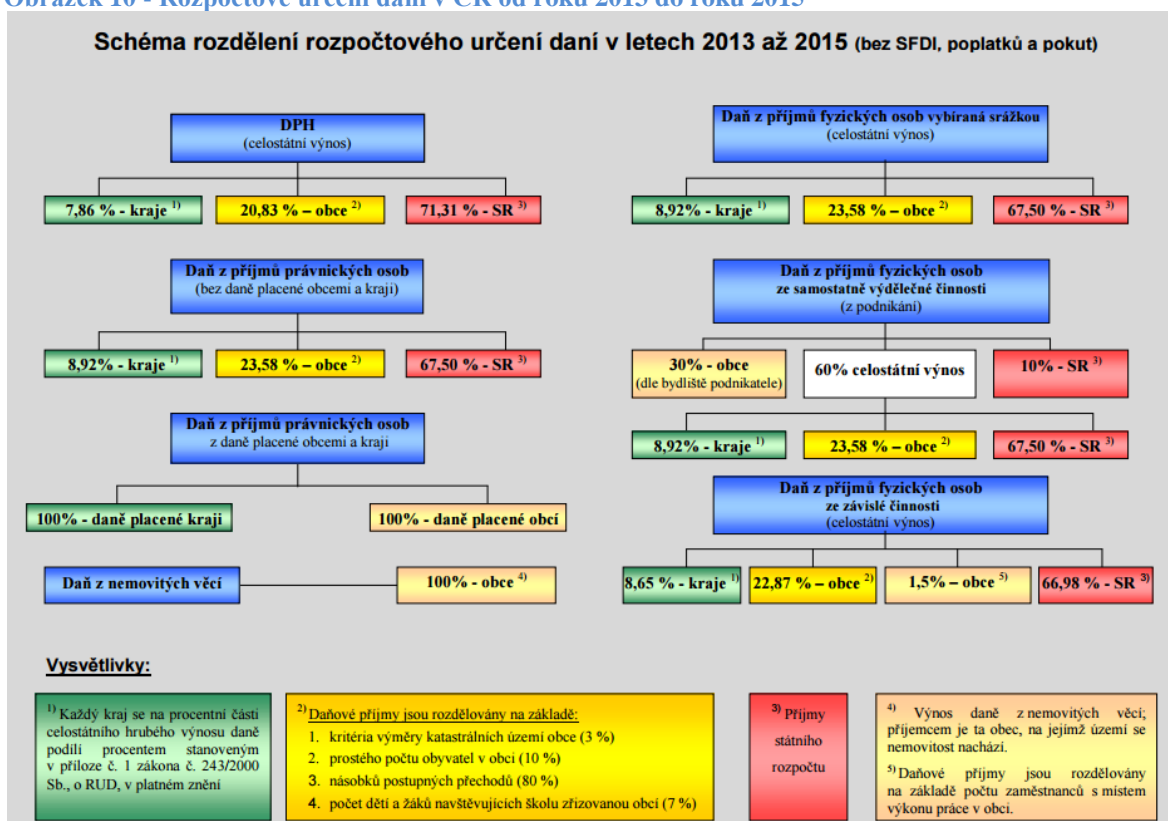 Obrázek 10 - Rozpočtové určení daní v ČR od roku 2013 do roku 2015
Schéma rozdělení rozpočtového určení daní v letech 2013 až 2015 (bez SFDI, poplatků a pokut)
DPH
(celostátní výnos)
7,86 % - kraje 1)
20,83 % – obce 2)
71,31 % - SR 3)
Daň z příjmů právnických osob
(bez daně placené obcemi a kraji)
8,92% - kraje 1)
23,58 % – obce 2)
67,50 % - SR 3)
Daň z příjmů právnických osob
z daně placené obcemi a kraji
100% - daně placené kraji
100% - daně placené obcí
Daň z nemovitých věcí
100% - obce 4)
Daň z příjmů fyzických osob vybíraná srážkou
(celostátní výnos)
8,92% - kraje 1)
23,58 % – obce 2)
67,50 % - SR 3)
Daň z příjmů fyzických osob
ze samostatně výdělečné činnosti
(z podnikání)
30% - obce
(dle bydliště podnikatele)
60% celostátní výnos
10% - SR 3)
8,92% - kraje 1)
23,58 % – obce 2)
67,50 % - SR 3)
Daň z příjmů fyzických osob
ze závislé činnosti
(celostátní výnos)
8,65 % - kraje 1)
22,87 % – obce 2)
1,5% – obce 5)
66,98 % - SR 3)
Vysvětlivky:
1) Každý kraj se na procentní části
celostátního hrubého výnosu daně
podílí procentem stanoveným
v příloze č. 1 zákona č. 243/2000
Sb., o RUD, v platném znění
2) Daňové příjmy jsou rozdělovány na základě:
1. kritéria výměry katastrálních území obce (3 %)
2. prostého počtu obyvatel v obci (10 %)
3. násobků postupných přechodů (80 %)
4. počet dětí a žáků navštěvujících školu zřizovanou obcí (7 %)
3) Příjmy
státního
rozpočtu
4) Výnos daně z nemovitých věcí;
příjemcem je ta obec, na jejímž území se
nemovitost nachází.
5) Daňové příjmy jsou rozdělovány
na základě počtu zaměstnanců s místem
výkonu práce v obci.